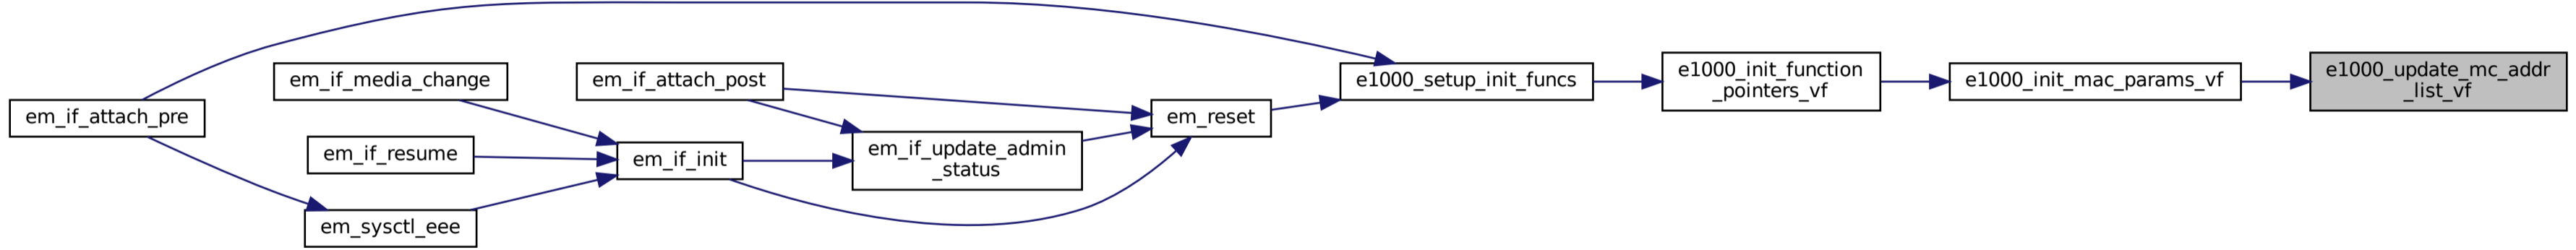 em_if_attach_pre
em_if_media_change
em_if_resume
em_sysctl_eee
em_if_attach_post
em_if_init
em_if_update_admin
_status
em_reset
e1000_setup_init_funcs
e1000_init_function
_pointers_vf
e1000_init_mac_params_vf
e1000_update_mc_addr
_list_vf